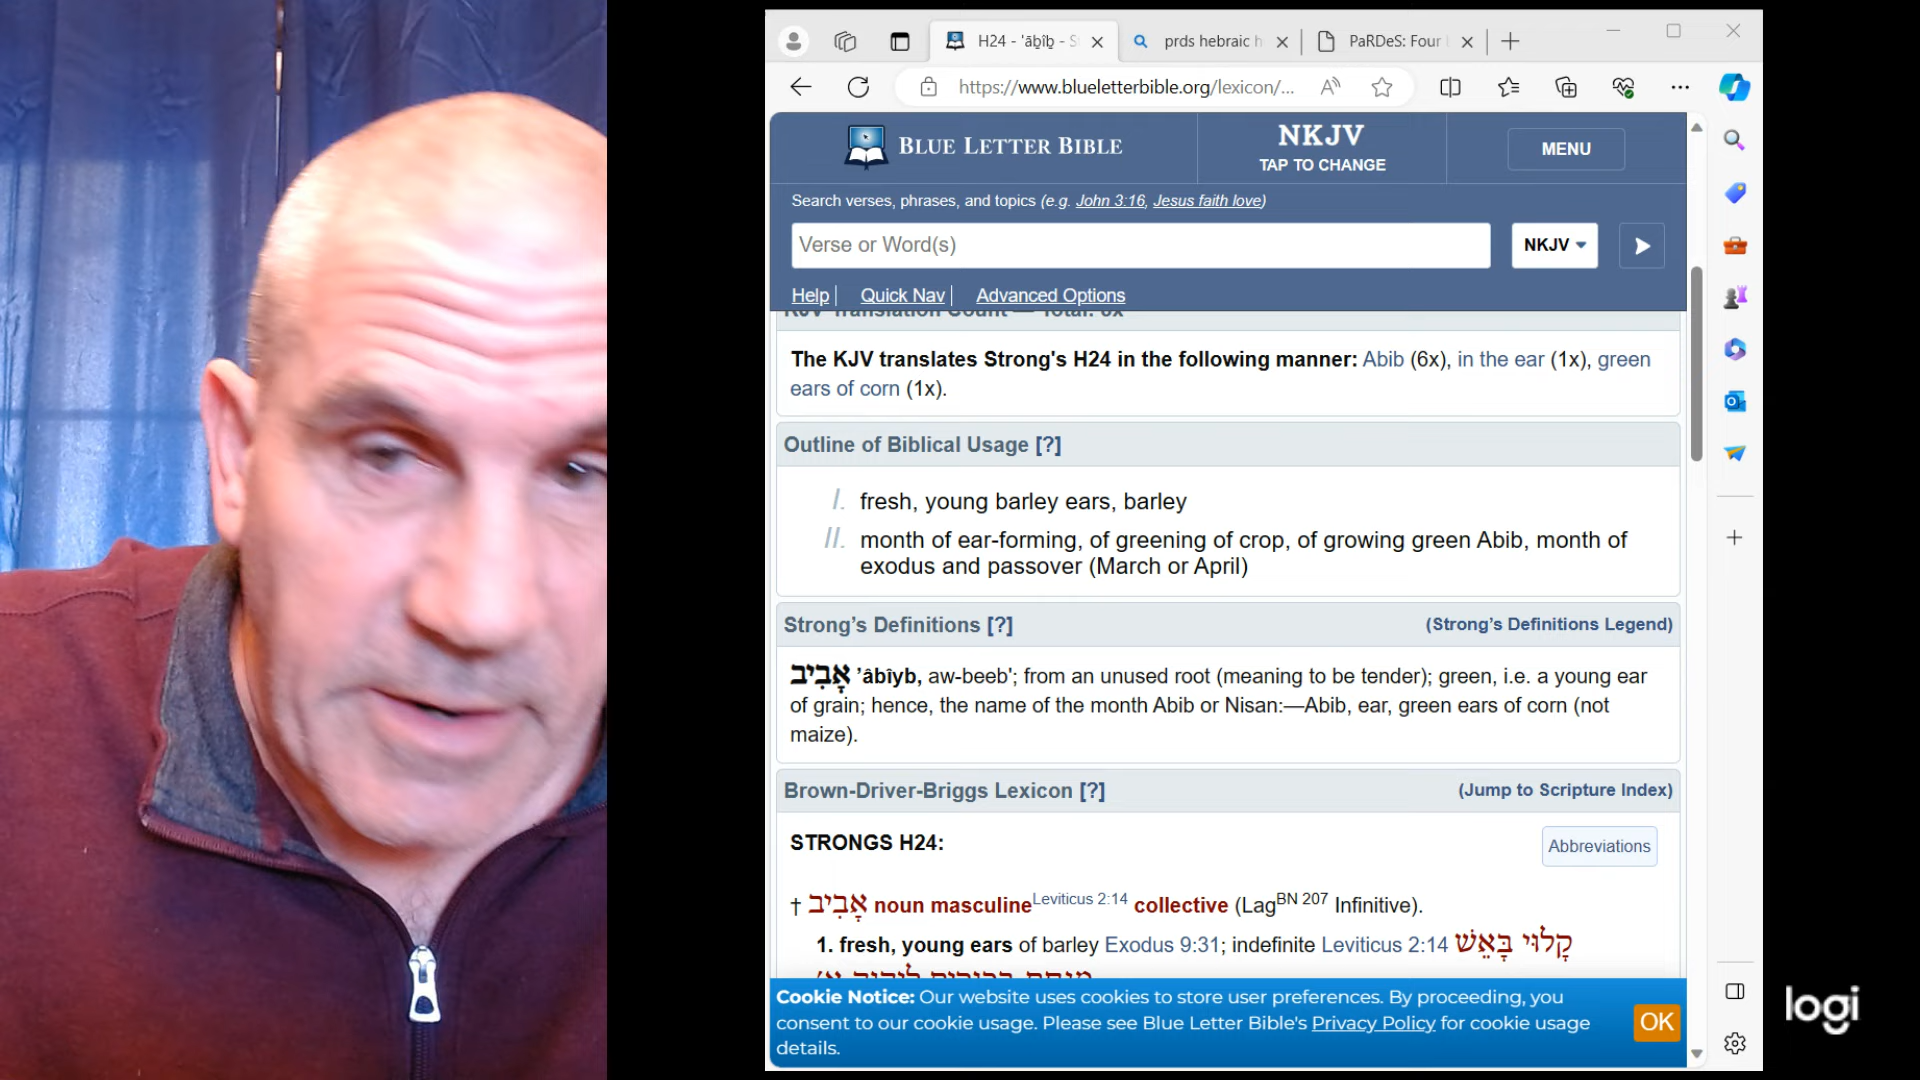 H24 - 'āḇîḇ - S
prds hebraic h
PaRDeS: Four
https://www.blueletterbible.org/lexicon/...
BLUE LETTER BIBLE
NKJV
TAP TO CHANGE
MENU
Search verses, phrases, and topics (e.g. John 3:16, Jesus faith love)
Verse or Word(s)
NKJV
Help
Quick Nav
Advanced Options
KJV Translation Count — Total: 8x
The KJV translates Strong's H24 in the following manner: Abib (6x), in the ear (1x), green
ears of corn (1x).
Outline of Biblical Usage [?]
I. fresh, young barley ears, barley
II. month of ear-forming, of greening of crop, of growing green Abib, month of
exodus and passover (March or April)
Strong’s Definitions [?]
(Strong’s Definitions Legend)
אָבִיב ʼâbîyb, aw-beeb'; from an unused root (meaning to be tender); green, i.e. a young ear
of grain; hence, the name of the month Abib or Nisan:—Abib, ear, green ears of corn (not
maize).
Brown-Driver-Briggs Lexicon [?]
(Jump to Scripture Index)
STRONGS H24:
Abbreviations
† אָבִיב noun masculine Leviticus 2:14 collective (Lag BN 207 Infinitive).
1. fresh, young ears of barley Exodus 9:31; indefinite Leviticus 2:14 קָלוּי בָּאֵשׁ
Cookie Notice: Our website uses cookies to store user preferences. By proceeding, you
consent to our cookie usage. Please see Blue Letter Bible's Privacy Policy for cookie usage
details.
OK
logi